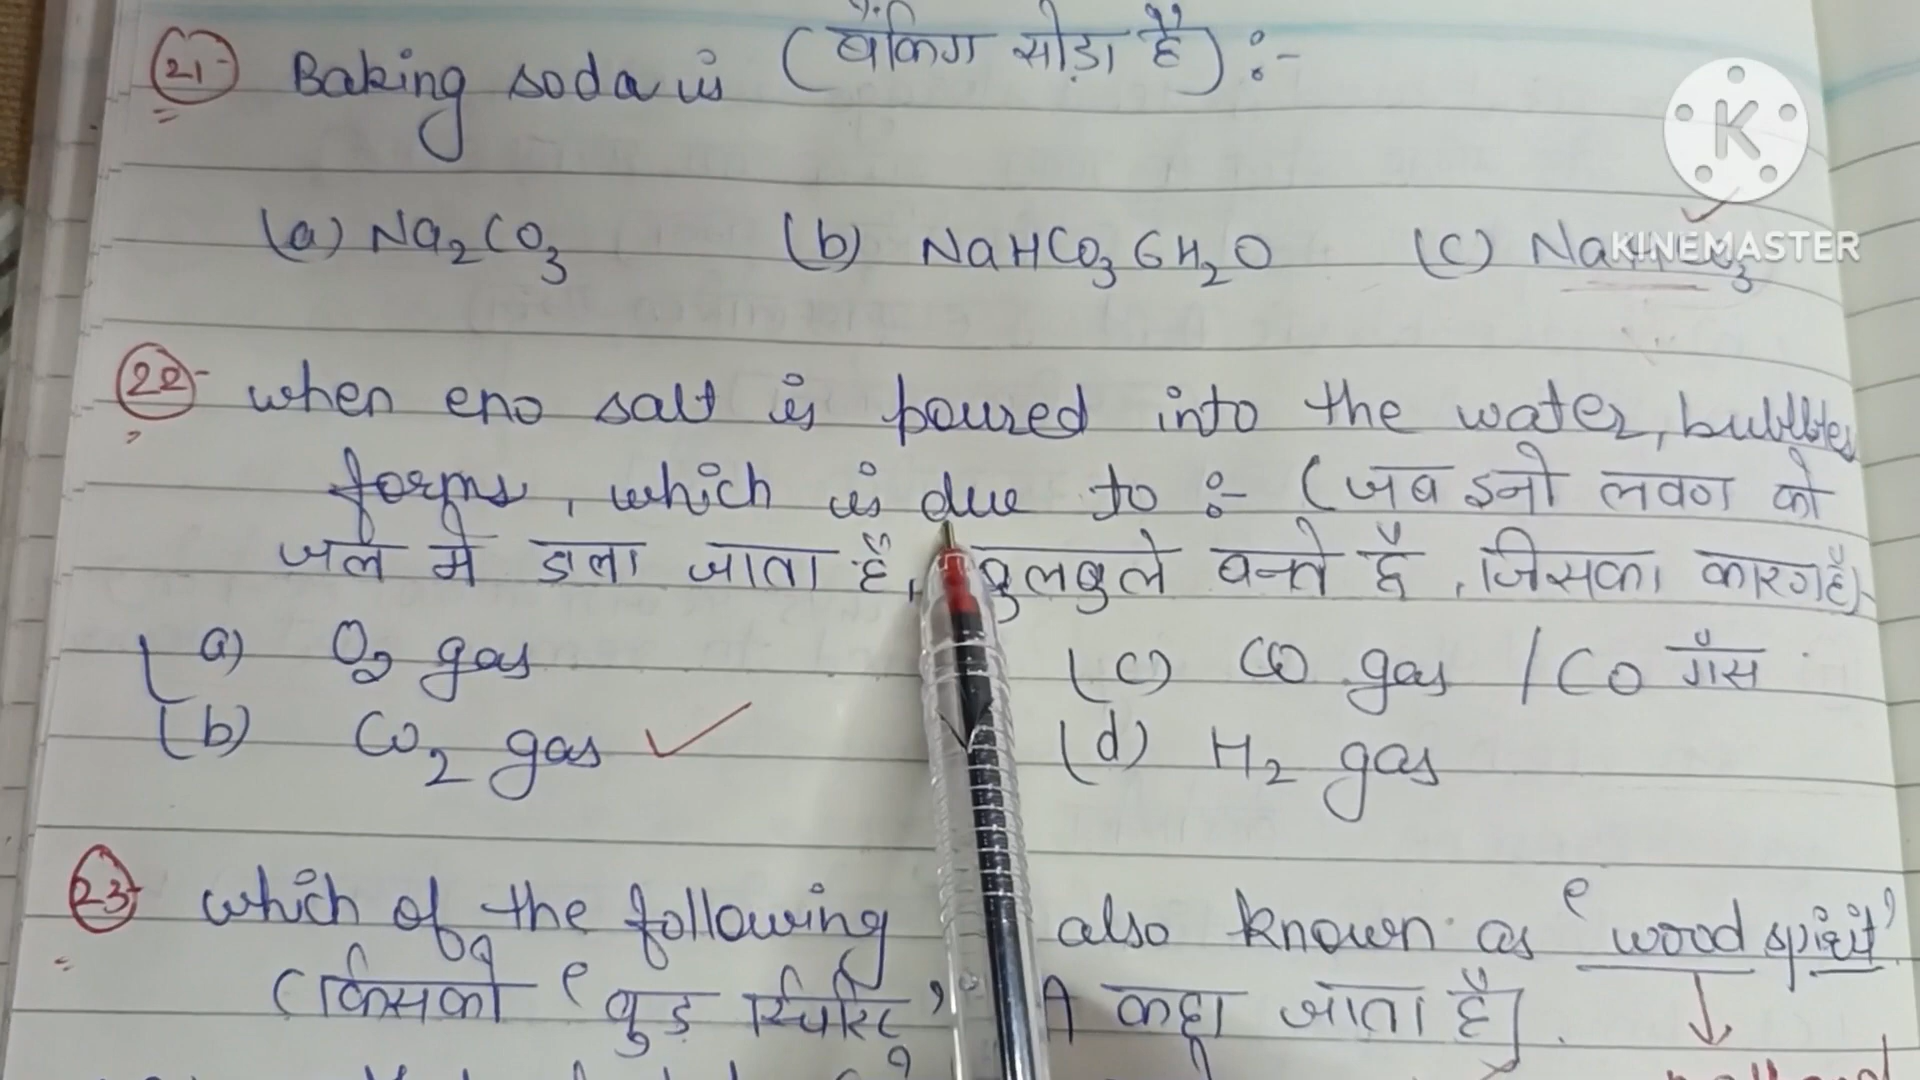 (21)- Baking soda is (बेकिंग सोडा है) :-
(a) Na2CO3 (b) NaHCO3 6H2O (c)
K
KINEMASTER
(22)- when eno salt is poured into the water, bubbles
forms, which is due to :- (जब इनो लवण को
जल में डाला जाता है, बुलबुले बनते हैं, जिसका कारण है)
(a) O2 gas (c) CO gas / CO गैस
(b) CO2 gas ✓ (d) H2 gas
(23)- which of the following also known as 'wood spirit'
(किसको 'वुड स्पिरिट' कहा जाता है)